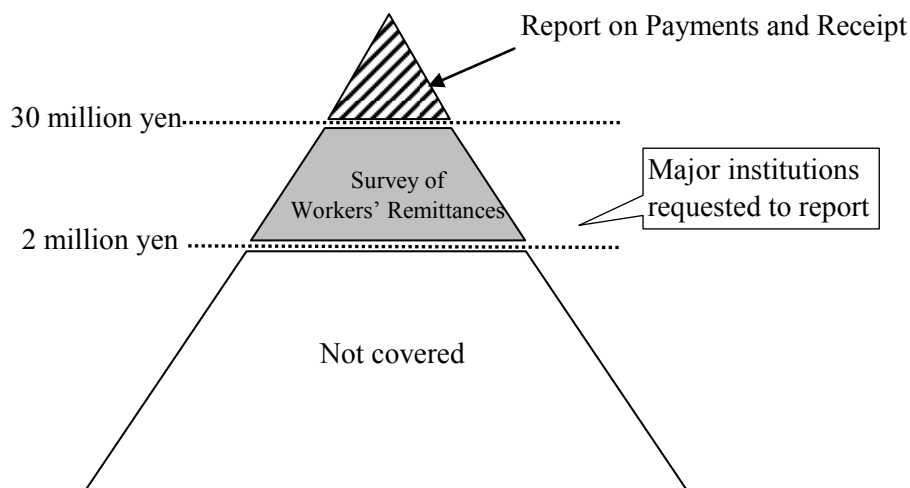 Report on Payments and Receipt
30 million yen
Survey of
Workers’ Remittances
Major institutions
requested to report
2 million yen
Not covered